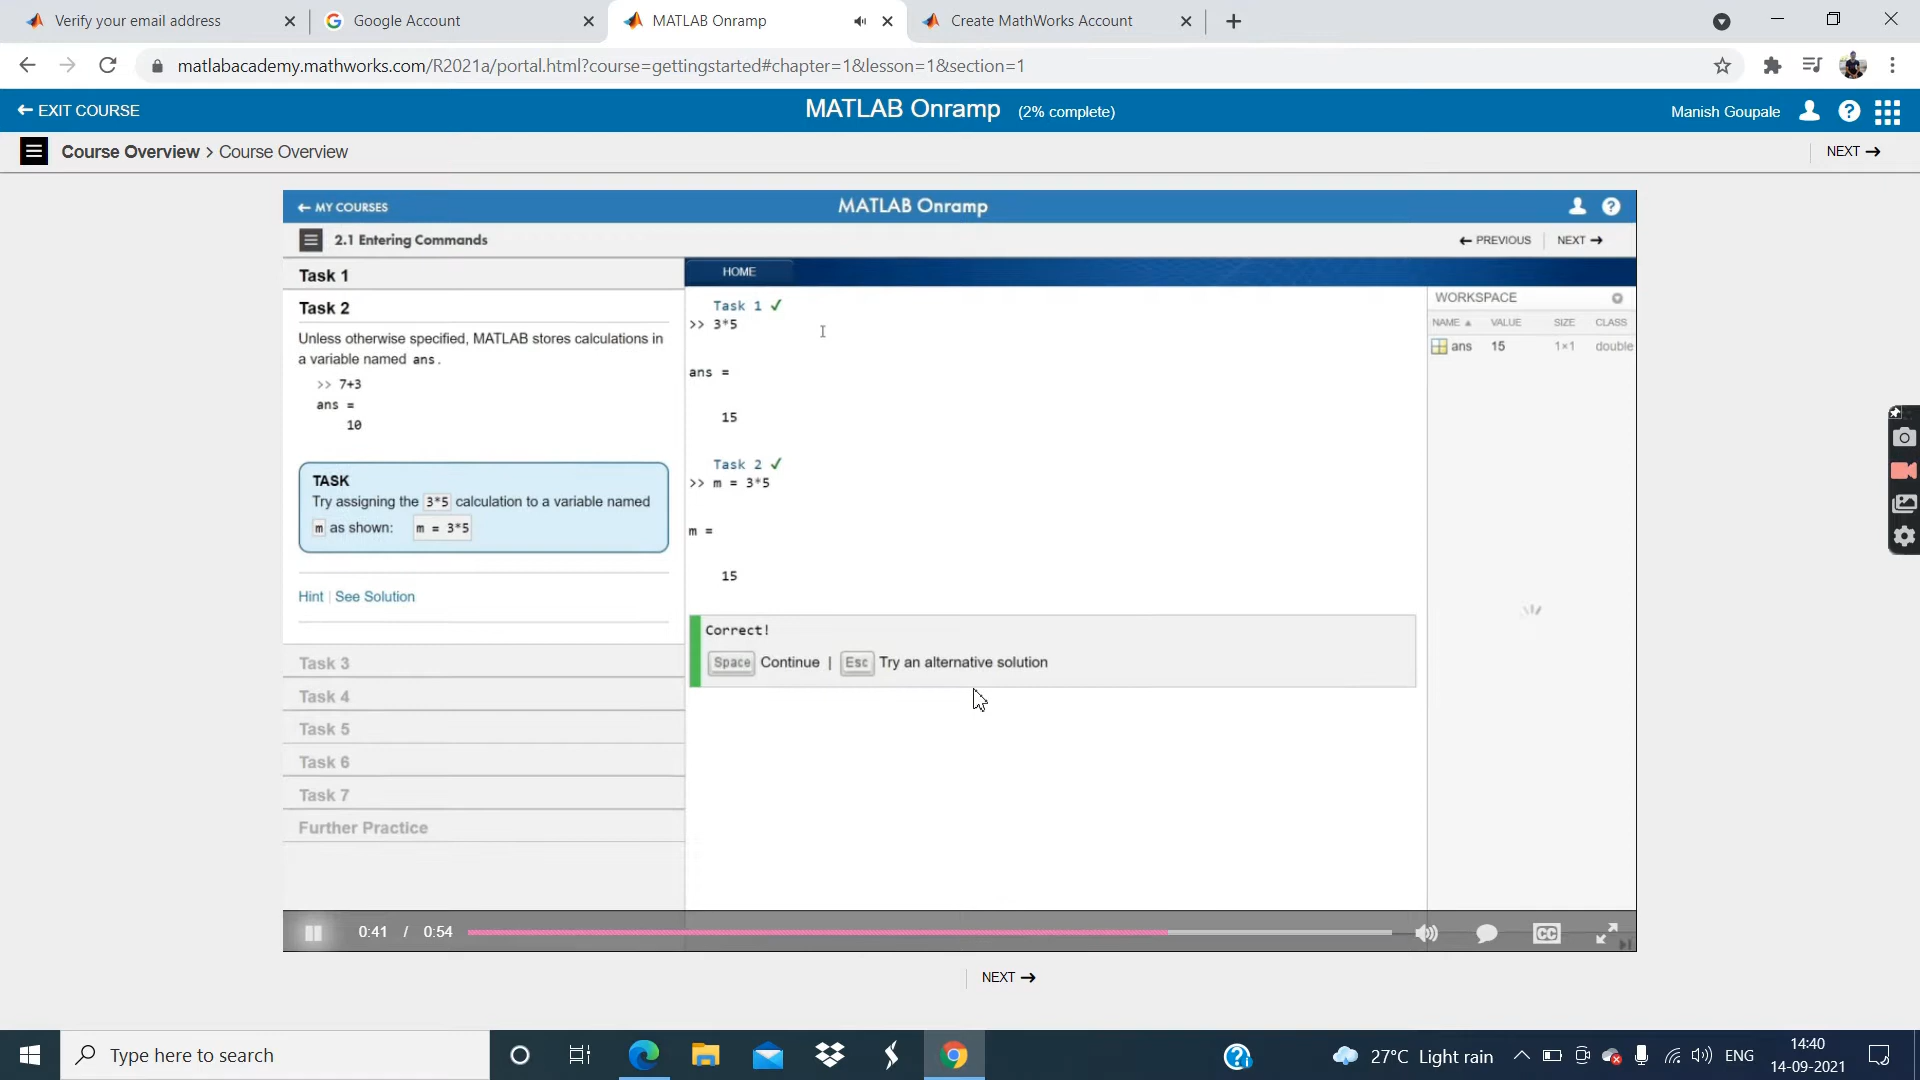 Verify your email address
Google Account
MATLAB Onramp
Create MathWorks Account
matlabacademy.mathworks.com/R2021a/portal.html?course=gettingstarted#chapter=1&lesson=1&section=1
← EXIT COURSE
MATLAB Onramp (2% complete)
Manish Goupale
Course Overview > Course Overview
NEXT →
← MY COURSES
MATLAB Onramp
2.1 Entering Commands
← PREVIOUS
NEXT →
Task 1
Task 2
Unless otherwise specified, MATLAB stores calculations in
a variable named ans.
>> 7+3
ans =
10
TASK
Try assigning the 3*5 calculation to a variable named
m as shown: m = 3*5
Hint | See Solution
Task 3
Task 4
Task 5
Task 6
Task 7
Further Practice
HOME
Task 1 ✓
>> 3*5
ans =
15
Task 2 ✓
>> m = 3*5
m =
15
Correct!
Space Continue | Esc Try an alternative solution
WORKSPACE
NAME ▲ VALUE SIZE CLASS
ans 15 1×1 double
0:41 / 0:54
CC
NEXT →
Type here to search
27°C Light rain
ENG
14:40
14-09-2021